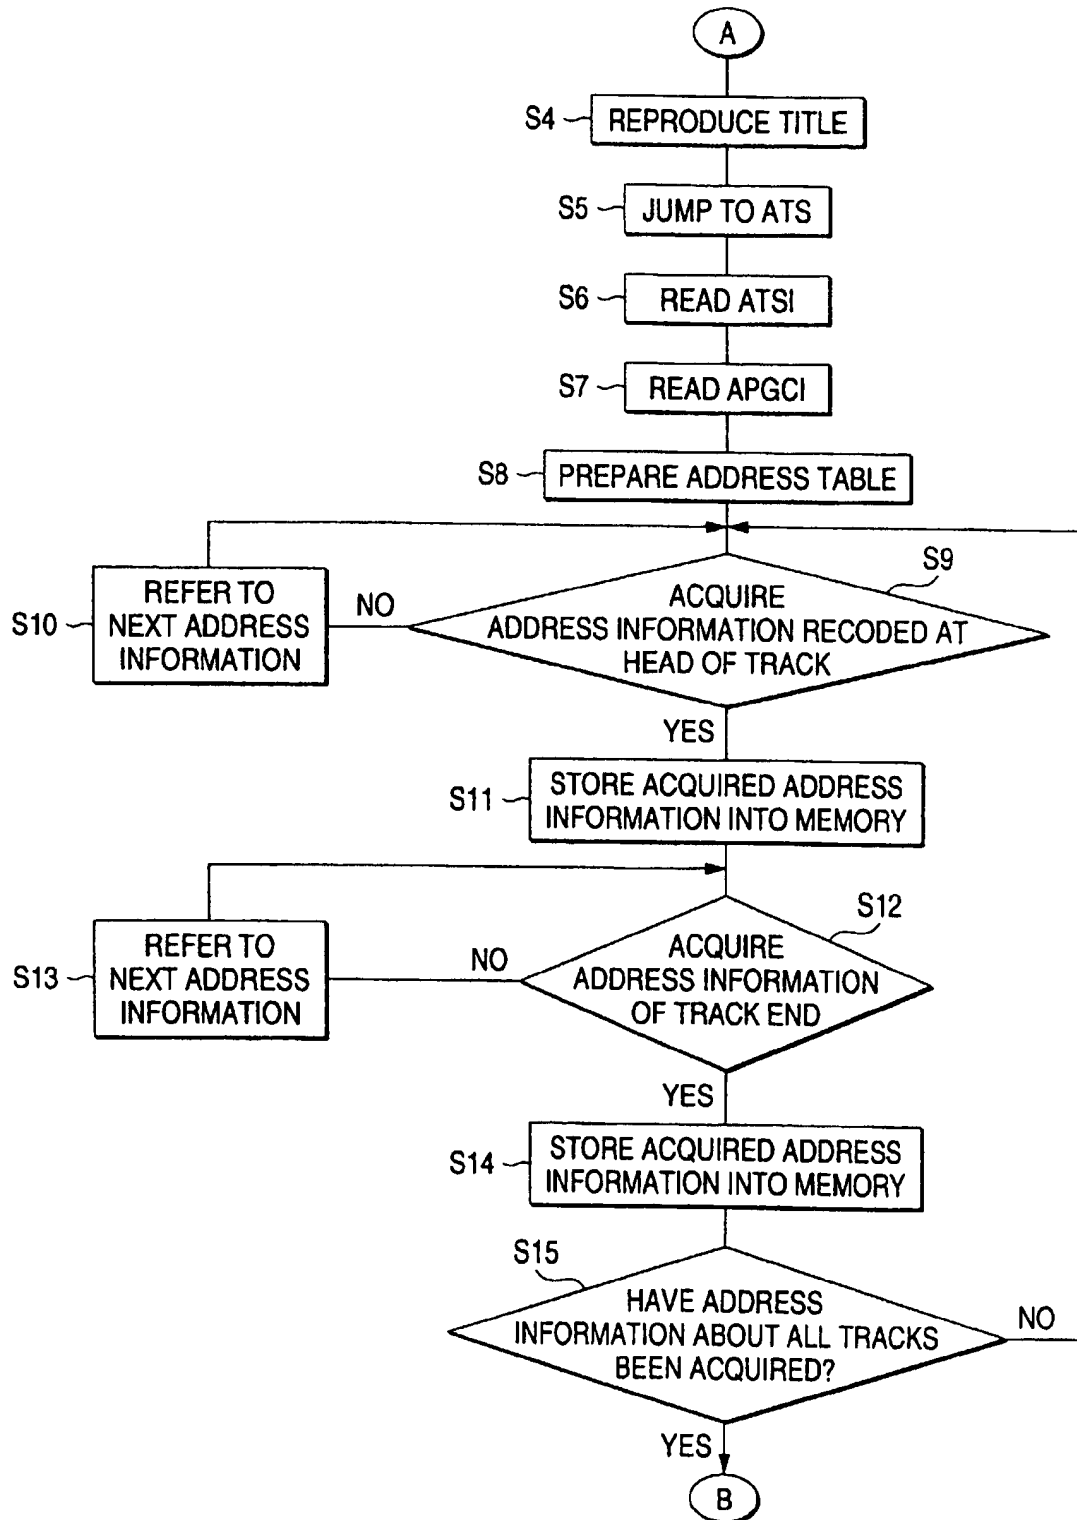 A
S4
REPRODUCE TITLE
S5
JUMP TO ATS
S6
READ ATSI
S7
READ APGCI
S8
PREPARE ADDRESS TABLE
S9
ACQUIRE
ADDRESS INFORMATION RECODED AT
HEAD OF TRACK
NO
S10
REFER TO
NEXT ADDRESS
INFORMATION
YES
S11
STORE ACQUIRED ADDRESS
INFORMATION INTO MEMORY
S12
ACQUIRE
ADDRESS INFORMATION
OF TRACK END
NO
S13
REFER TO
NEXT ADDRESS
INFORMATION
YES
S14
STORE ACQUIRED ADDRESS
INFORMATION INTO MEMORY
S15
HAVE ADDRESS
INFORMATION ABOUT ALL TRACKS
BEEN ACQUIRED?
NO
YES
B